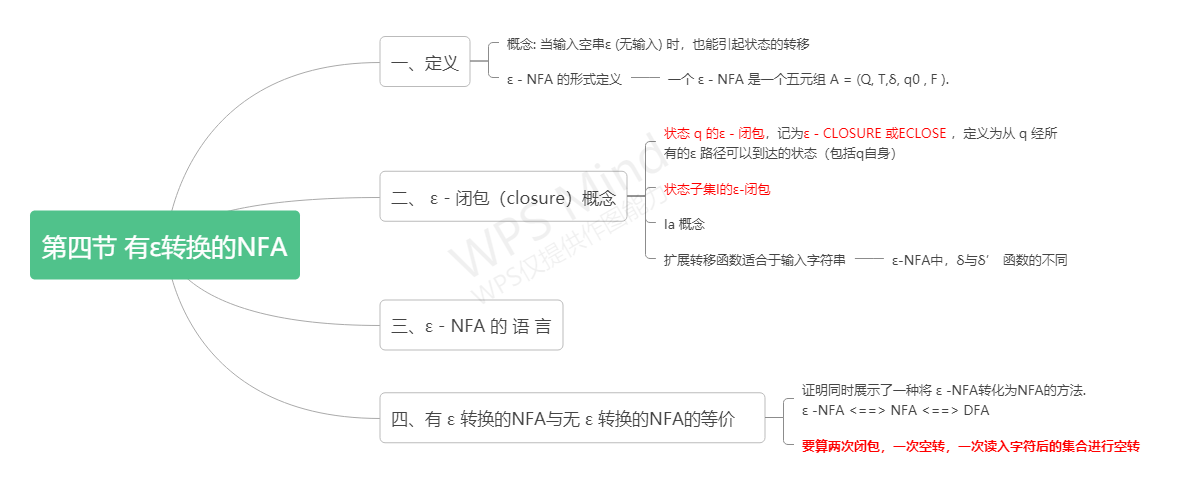 第四节 有ε转换的NFA
一、定义
概念: 当输入空串ε (无输入) 时，也能引起状态的转移
ε - NFA 的形式定义
一个 ε - NFA 是一个五元组 A = (Q, T,δ, q0 , F ).
二、 ε - 闭包（closure）概念
状态 q 的ε - 闭包，记为ε - CLOSURE 或ECLOSE ，定义为从 q 经所
有的ε 路径可以到达的状态（包括q自身）
状态子集I的ε-闭包
Ia 概念
扩展转移函数适合于输入字符串
ε-NFA中，δ与δ’ 函数的不同
三、ε - NFA 的 语 言
四、有 ε 转换的NFA与无 ε 转换的NFA的等价
证明同时展示了一种将 ε -NFA转化为NFA的方法.
ε -NFA <==> NFA <==> DFA
要算两次闭包，一次空转，一次读入字符后的集合进行空转
WPS Mind
WPS仅提供作图能力